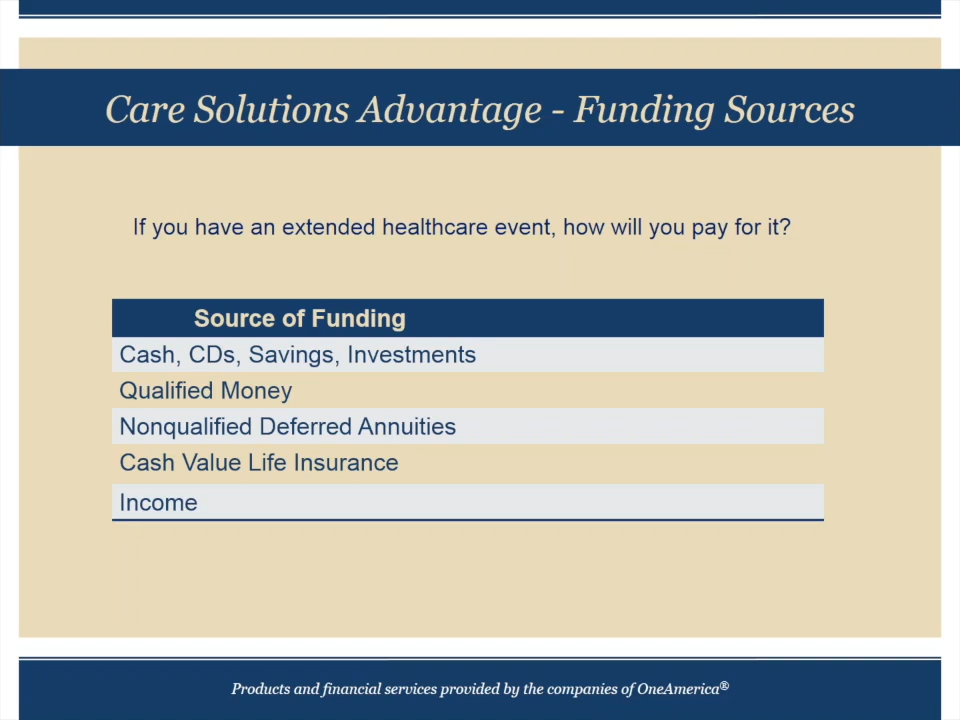 Care Solutions Advantage - Funding Sources
If you have an extended healthcare event, how will you pay for it?
Source of Funding
Cash, CDs, Savings, Investments
Qualified Money
Nonqualified Deferred Annuities
Cash Value Life Insurance
Income
Products and financial services provided by the companies of OneAmerica®